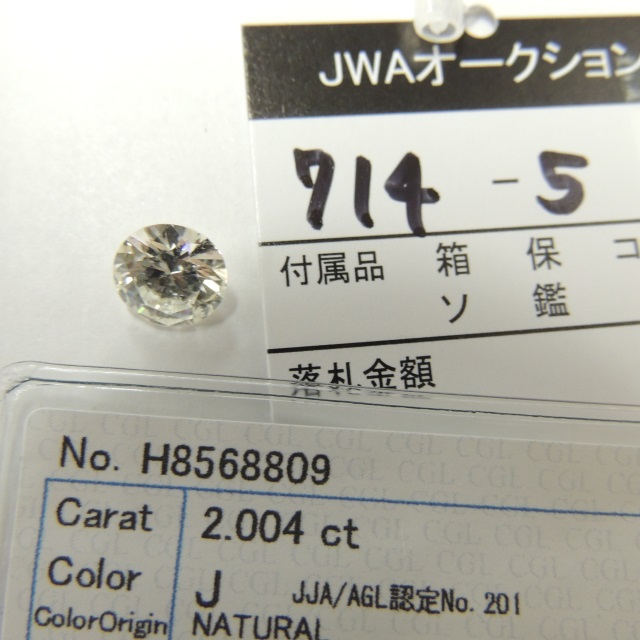 JWAオークション
714-5
付属品 箱 保 コ
ソ 鑑
落札金額
No. H8568809
Carat 2.004 ct
Color J JJA/AGL認定No. 201
ColorOrigin NATURAL